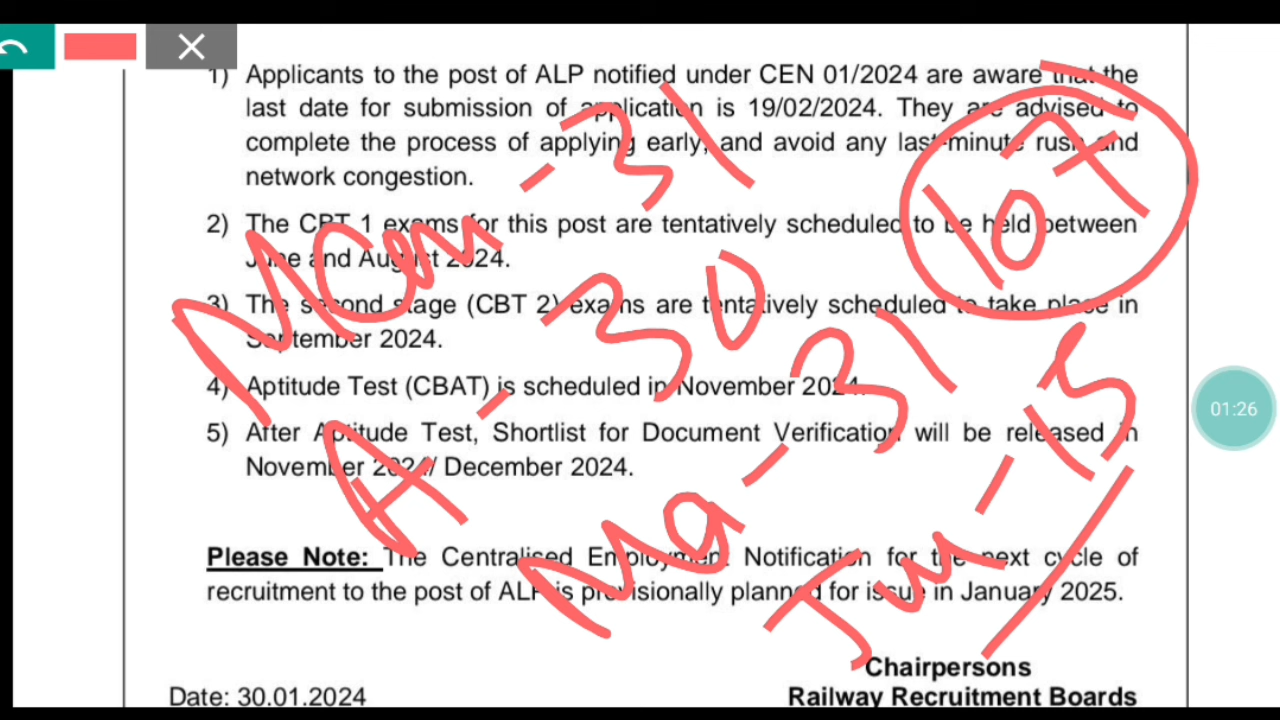 1) Applicants to the post of ALP notified under CEN 01/2024 are aware that the
last date for submission of application is 19/02/2024. They are advised to
complete the process of applying early, and avoid any last-minute rush and
network congestion.
2) The CBT 1 exams for this post are tentatively scheduled to be held between
June and August 2024.
3) The second stage (CBT 2) exams are tentatively scheduled to take place in
September 2024.
4) Aptitude Test (CBAT) is scheduled in November 2024.
5) After Aptitude Test, Shortlist for Document Verification will be released in
November 2024/ December 2024.
Please Note: The Centralised Employment Notification for the next cycle of
recruitment to the post of ALP is provisionally planned for issue in January 2025.
Chairpersons
Date: 30.01.2024 Railway Recruitment Boards
- 31
A - 30
Ma - 31
Jun - 15
107
01:26